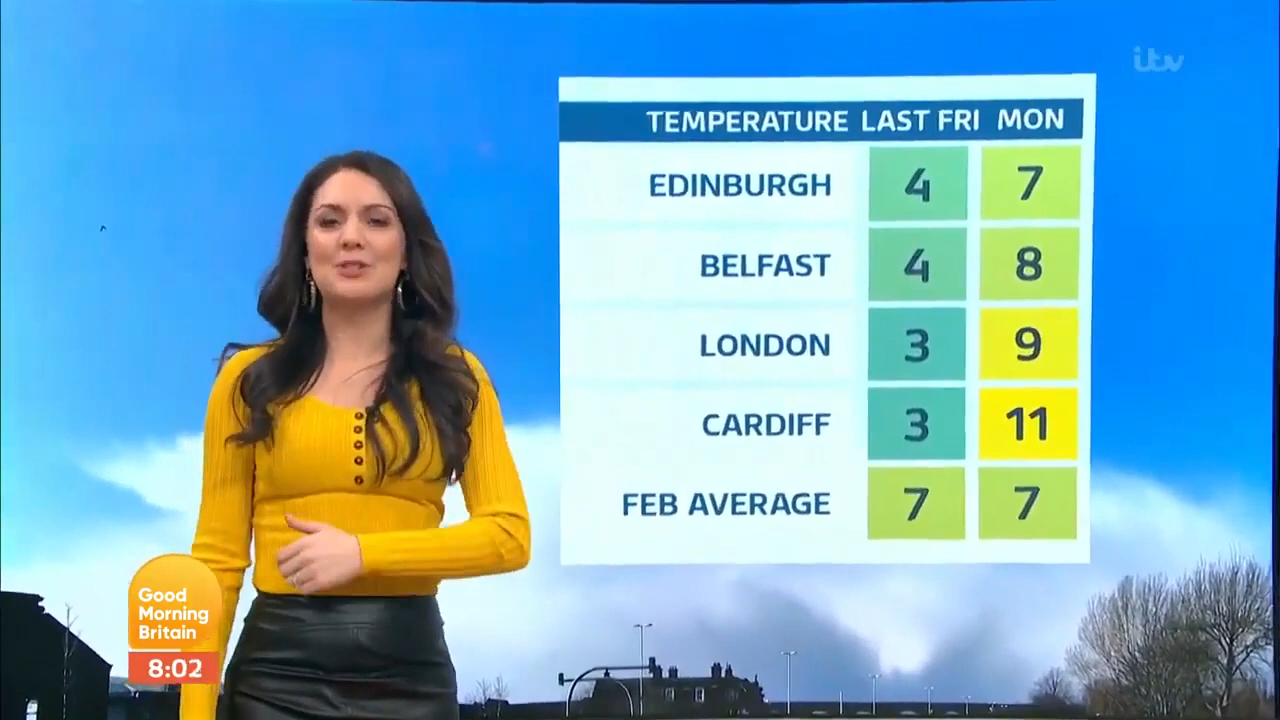 itv
TEMPERATURE LAST FRI MON
EDINBURGH 4 7
BELFAST 4 8
LONDON 3 9
CARDIFF 3 11
FEB AVERAGE 7 7
Good
Morning
Britain
8:02